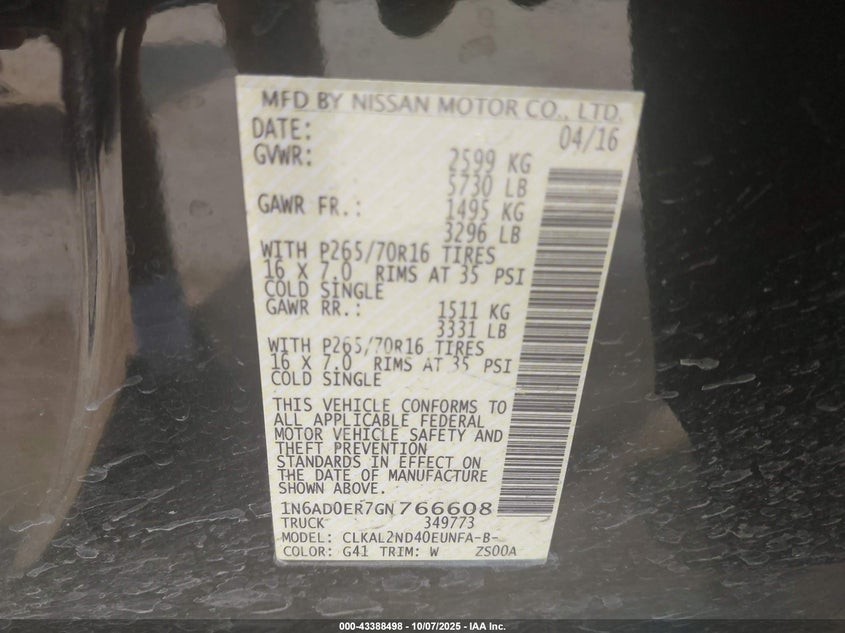 MFD BY NISSAN MOTOR CO., LTD.
DATE: 04/16
GVWR: 2599 KG
5730 LB
GAWR FR.: 1495 KG
3296 LB
WITH P265/70R16 TIRES
16 X 7.0 RIMS AT 35 PSI
COLD SINGLE
GAWR RR.: 1511 KG
3331 LB
WITH P265/70R16 TIRES
16 X 7.0 RIMS AT 35 PSI
COLD SINGLE
THIS VEHICLE CONFORMS TO
ALL APPLICABLE FEDERAL
MOTOR VEHICLE SAFETY AND
THEFT PREVENTION
STANDARDS IN EFFECT ON
THE DATE OF MANUFACTURE
SHOWN ABOVE.
1N6AD0ER7GN766608
TRUCK 349773
MODEL: CLKAL2ND40EUNFA-B-
COLOR: G41 TRIM: W ZS00A
000-43388498 - 10/07/2025 - IAA Inc.